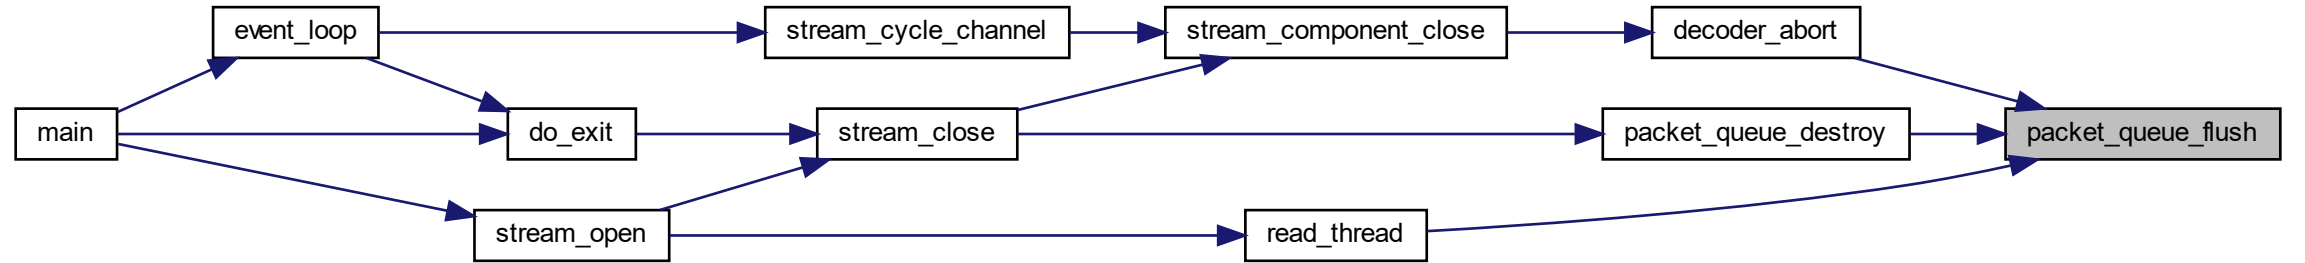 event_loop
stream_cycle_channel
stream_component_close
decoder_abort
main
do_exit
stream_close
packet_queue_destroy
packet_queue_flush
stream_open
read_thread